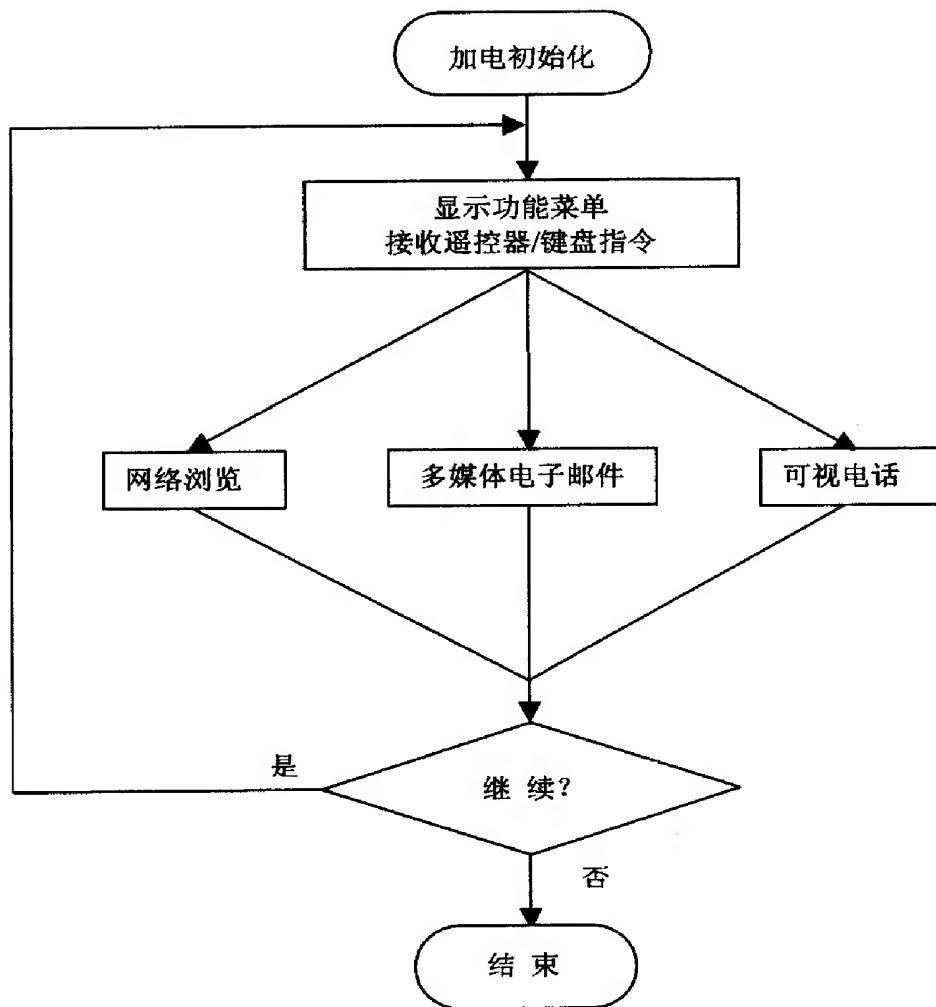 加电初始化
显示功能菜单
接收遥控器/键盘指令
网络浏览
多媒体电子邮件
可视电话
是
继 续?
否
结 束